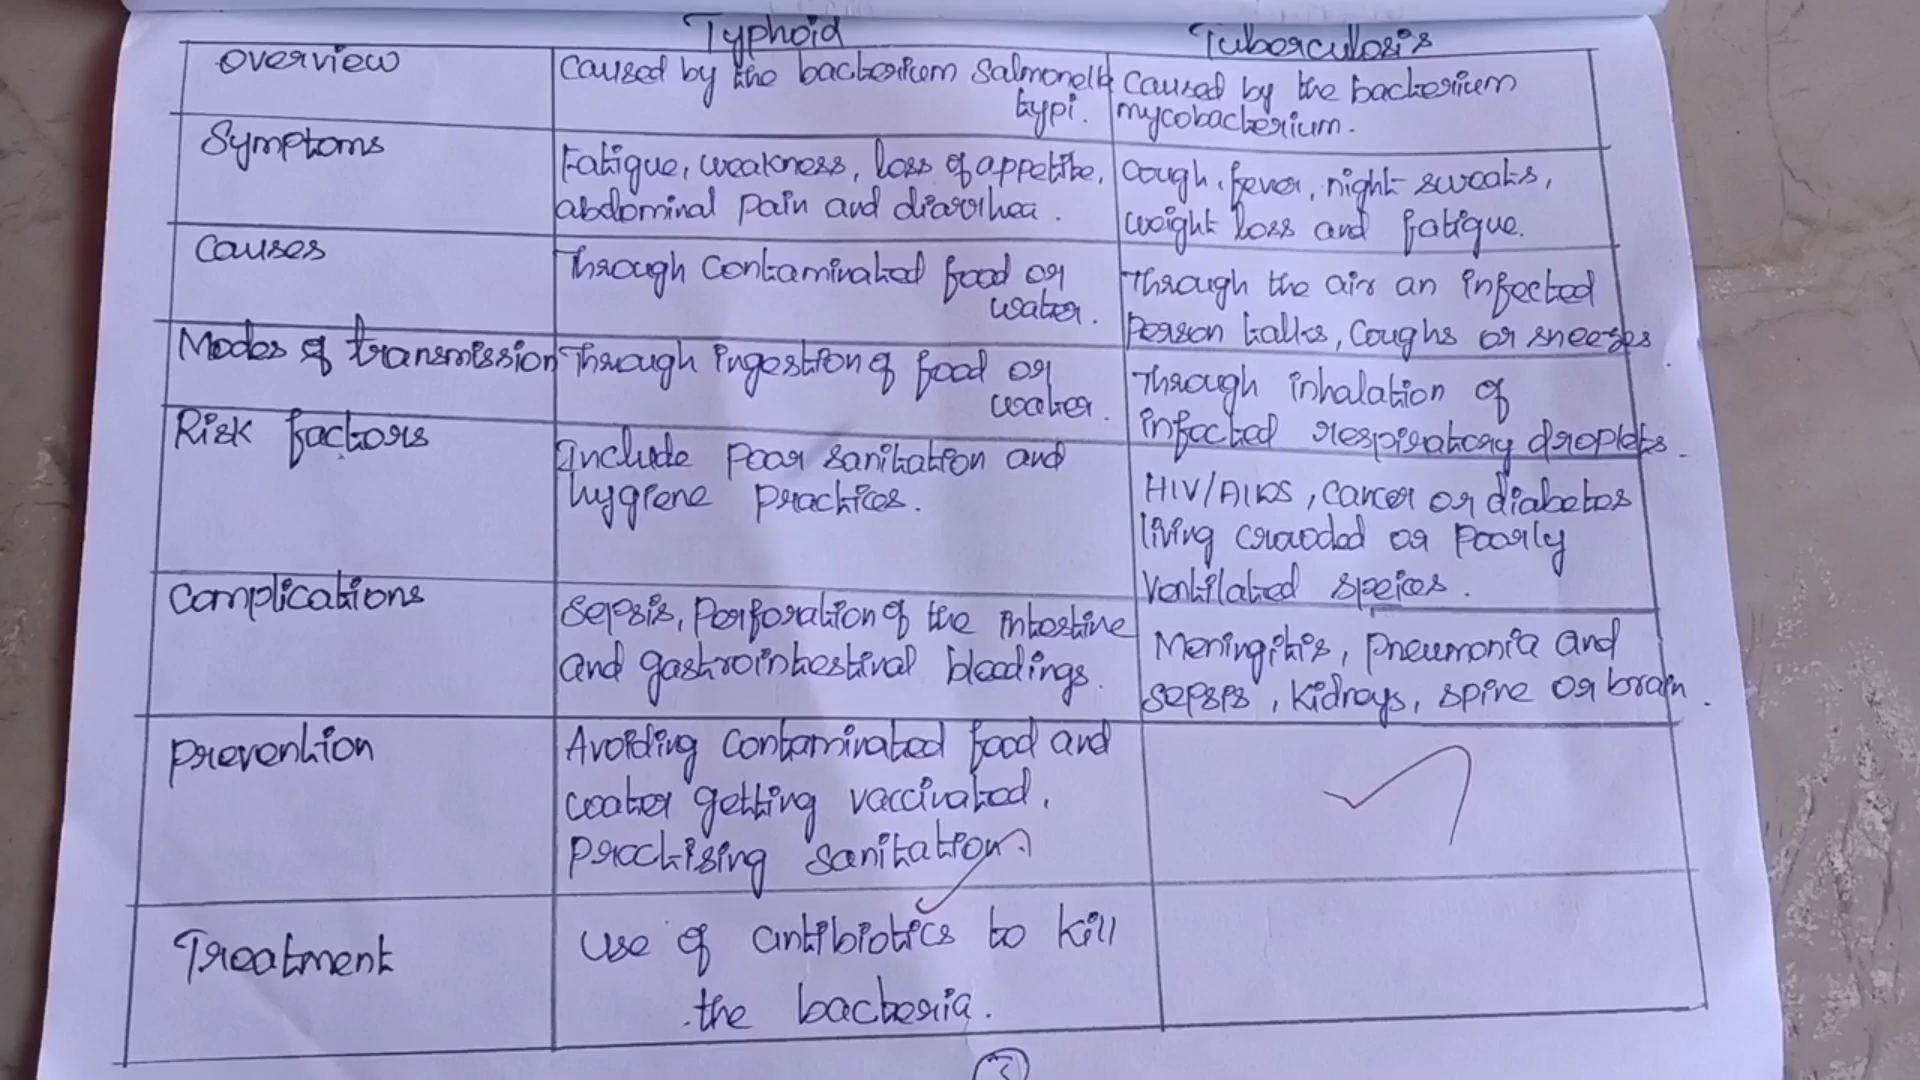 Typhoid
Tuborculosis
overview
Caused by the bacterium Salmonella
typi.
Caused by the bacterium
mycobacterium.
Symptoms
Fatigue, weakness, loss of appetite,
abdominal pain and diarrhea.
Cough, fever, night sweats,
weight loss and fatigue.
Causes
Through Contaminated food or
water.
Through the air an infected
Person talks, Coughs or sneezes
Modes of transmission
Through ingestion of food or
water.
Through inhalation of
infected respiratory droplets.
Risk factors
Include poor sanitation and
hygiene practices.
HIV/AIDS, cancer or diabetes
living crowded or poorly
Ventilated speices.
Complications
Sepsis, perforation of the intestine
and gastrointestinal bleedings.
Meningitis, pneumonia and
sepsis, kidneys, spine or brain.
prevention
Avoiding contaminated food and
water getting vaccinated,
practising sanitation
Treatment
use of antibiotics to kill
the bacteria.
3